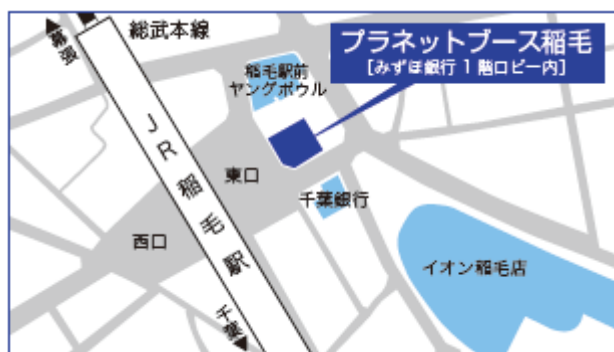 幕張
総武本線
プラネットブース稲毛
[みずほ銀行 1 階ロビー内]
稲毛駅前
ヤングボウル
JR稲毛駅
東口
千葉銀行
西口
イオン稲毛店
千葉